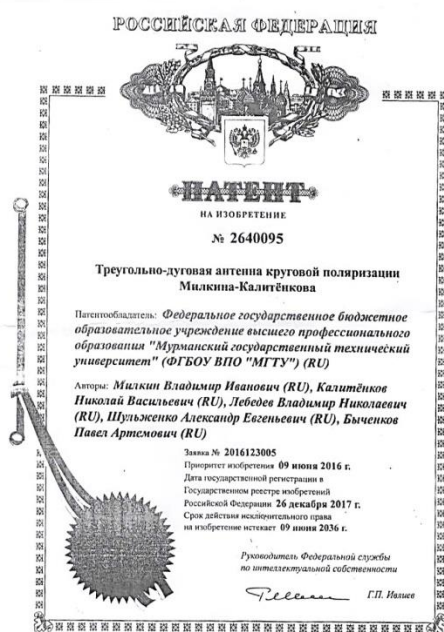 РОССИЙСКАЯ ФЕДЕРАЦИЯ
ПАТЕНТ
НА ИЗОБРЕТЕНИЕ
№ 2640095
Треугольно-дуговая антенна круговой поляризации
Милкина-Калитёнкова
Патентообладатель: Федеральное государственное бюджетное
образовательное учреждение высшего профессионального
образования "Мурманский государственный технический
университет" (ФГБОУ ВПО "МГТУ") (RU)
Авторы: Милкин Владимир Иванович (RU), Калитёнков
Николай Васильевич (RU), Лебедев Владимир Николаевич
(RU), Шульженко Александр Евгеньевич (RU), Быченков
Павел Артемович (RU)
Заявка № 2016123005
Приоритет изобретения 09 июня 2016 г.
Дата государственной регистрации в
Государственном реестре изобретений
Российской Федерации 26 декабря 2017 г.
Срок действия исключительного права
на изобретение истекает 09 июня 2036 г.
Руководитель Федеральной службы
по интеллектуальной собственности
Г.П. Ивлиев